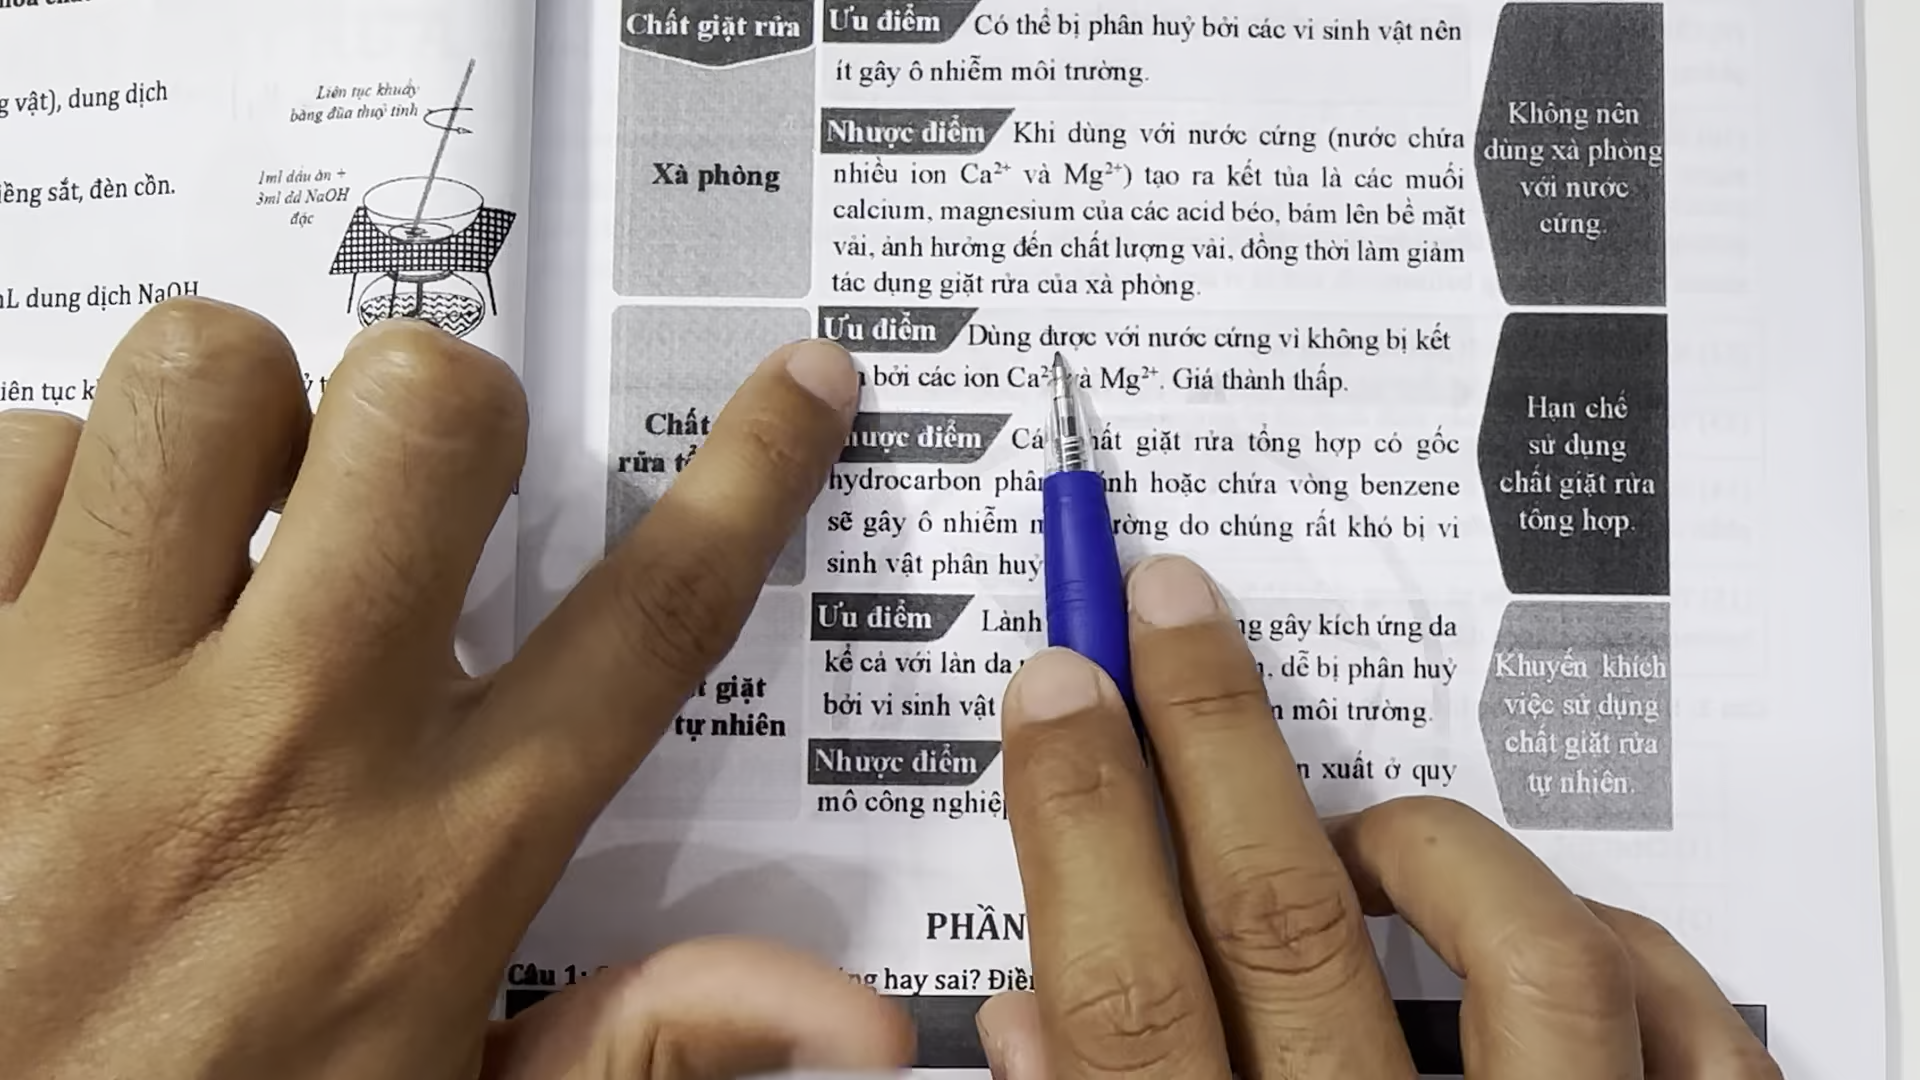 g vật), dung dịch
iềng sắt, đèn cồn.
mL dung dịch NaOH
iên tục k
Liên tục khuấy
bằng đũa thuỷ tinh
1ml dầu ăn +
3ml dd NaOH
đặc
Chất giặt rửa
Ưu điểm Có thể bị phân huỷ bởi các vi sinh vật nên
ít gây ô nhiễm môi trường.
Xà phòng
Nhược điểm Khi dùng với nước cứng (nước chứa
nhiều ion Ca²⁺ và Mg²⁺) tạo ra kết tủa là các muối
calcium, magnesium của các acid béo, bám lên bề mặt
vải, ảnh hưởng đến chất lượng vải, đồng thời làm giảm
tác dụng giặt rửa của xà phòng.
Không nên
dùng xà phòng
với nước
cứng.
Ưu điểm Dùng được với nước cứng vì không bị kết
bởi các ion Ca²⁺ và Mg²⁺. Giá thành thấp.
Chất
rửa
Nhược điểm hất giặt rửa tổng hợp có gốc
hydrocarbon phân nh hoặc chứa vòng benzene
sẽ gây ô nhiễm m rường do chúng rất khó bị vi
sinh vật phân huỷ
Hạn chế
sử dụng
chất giặt rửa
tổng hợp.
Ưu điểm Lành ng gây kích ứng da
kể cả với làn da dễ bị phân huỷ
bởi vi sinh vật môi trường.
giặt
tự nhiên
Nhược điểm xuất ở quy
mô công nghiệp
Khuyến khích
việc sử dụng
chất giặt rửa
tự nhiên.
PHẦN
Câu 1: ng hay sai? Điề